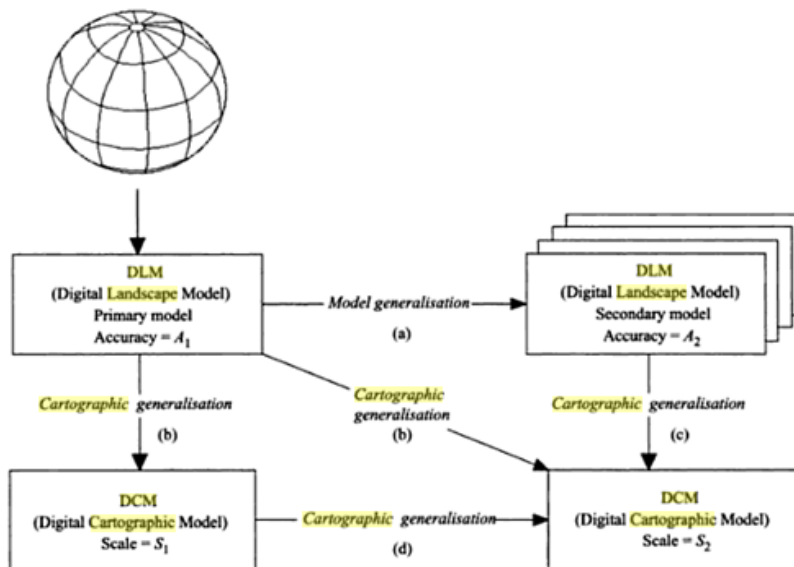 DLM
(Digital Landscape Model)
Primary model
Accuracy = A₁
Model generalisation
(a)
DLM
(Digital Landscape Model)
Secondary model
Accuracy = A₂
Cartographic generalisation
(b)
Cartographic
generalisation
(b)
Cartographic generalisation
(c)
DCM
(Digital Cartographic Model)
Scale = S₁
Cartographic generalisation
(d)
DCM
(Digital Cartographic Model)
Scale = S₂